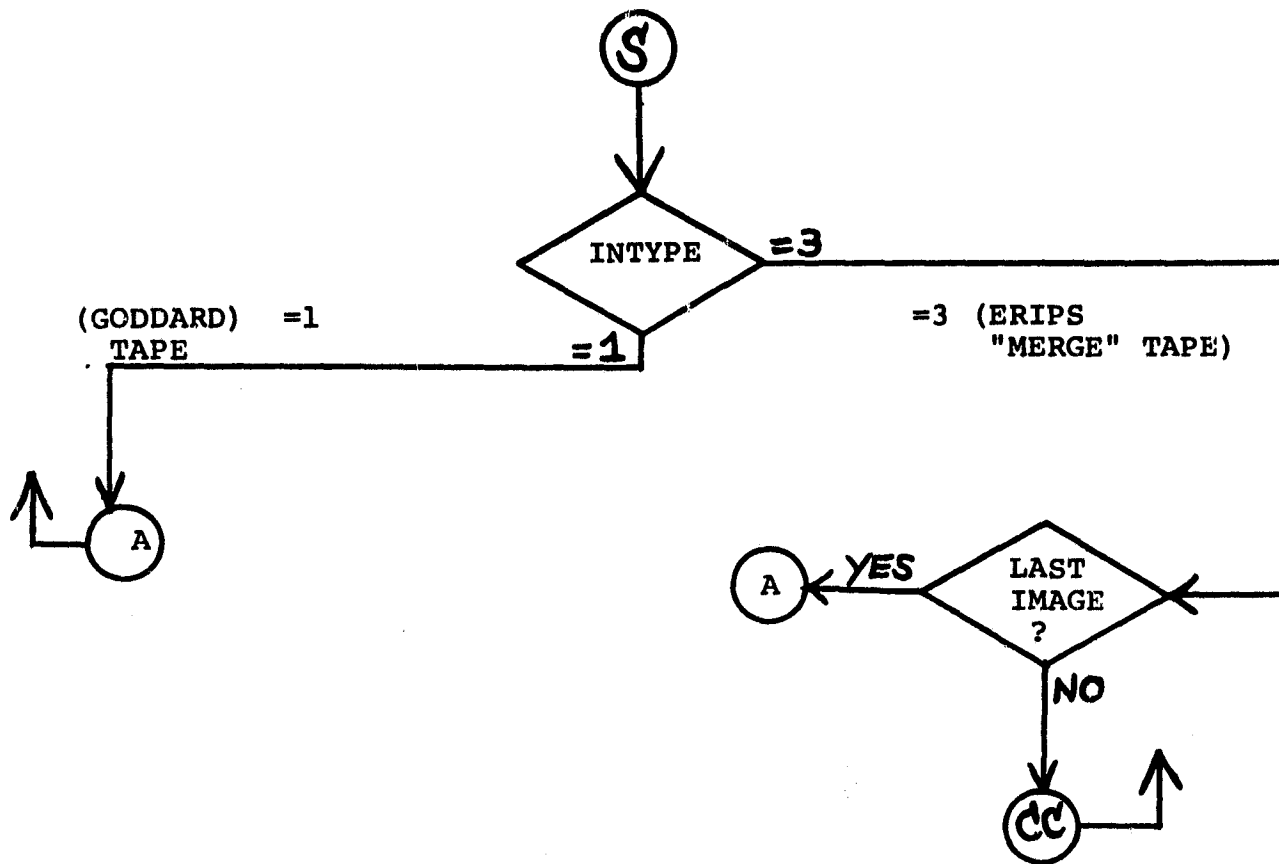 S
INTYPE
=3
(GODDARD) =1
TAPE
=1
=3 (ERIPS
"MERGE" TAPE)
A
A
YES
LAST
IMAGE
?
NO
CC